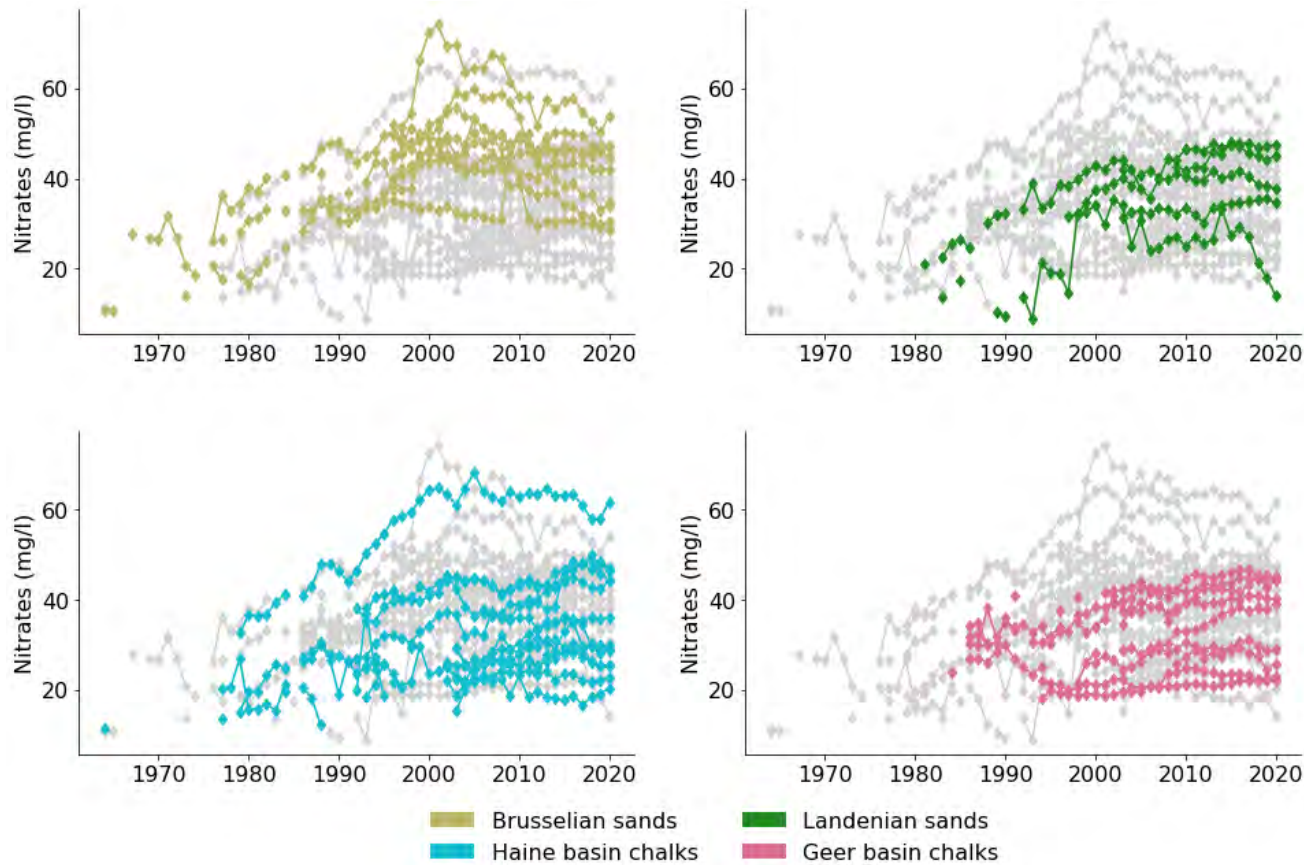 Nitrates (mg/l)
60
40
20
1970 1980 1990 2000 2010 2020
Nitrates (mg/l)
60
40
20
1970 1980 1990 2000 2010 2020
Nitrates (mg/l)
60
40
20
1970 1980 1990 2000 2010 2020
Nitrates (mg/l)
60
40
20
1970 1980 1990 2000 2010 2020
Brusselian sands
Landenian sands
Haine basin chalks
Geer basin chalks